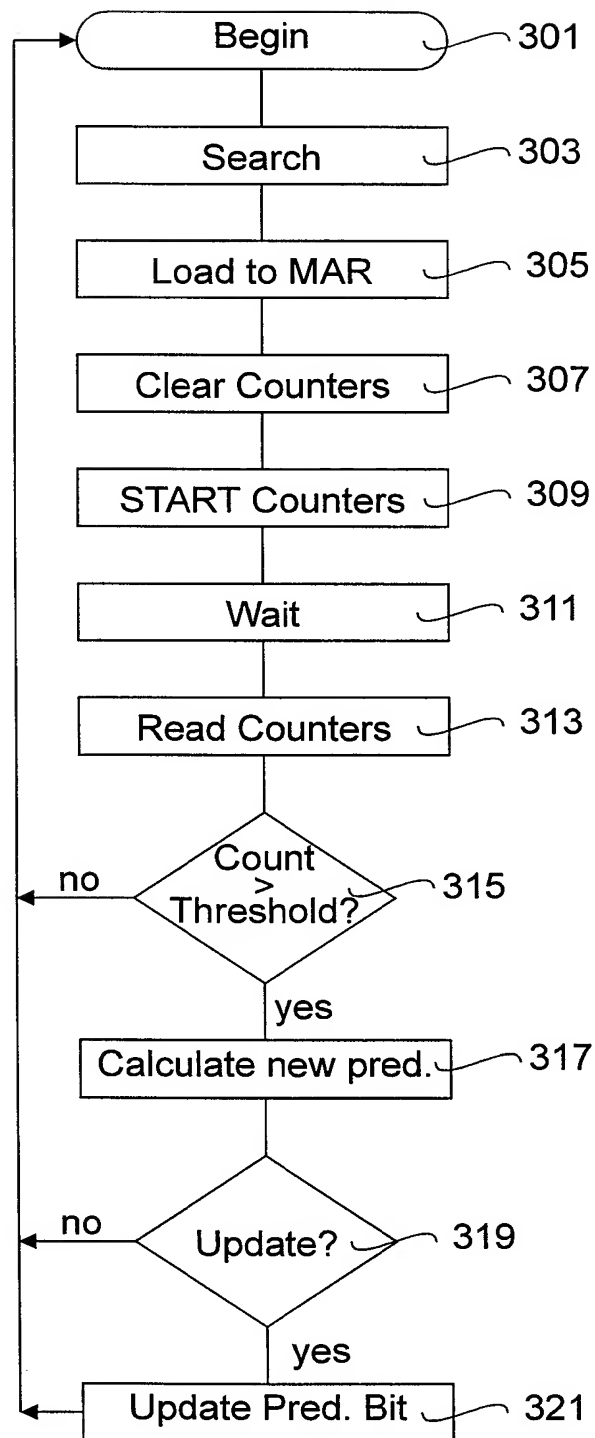 Begin 301
Search 303
Load to MAR 305
Clear Counters 307
START Counters 309
Wait 311
Read Counters 313
Count
>
Threshold? 315
no
yes
Calculate new pred. 317
Update? 319
no
yes
Update Pred. Bit 321